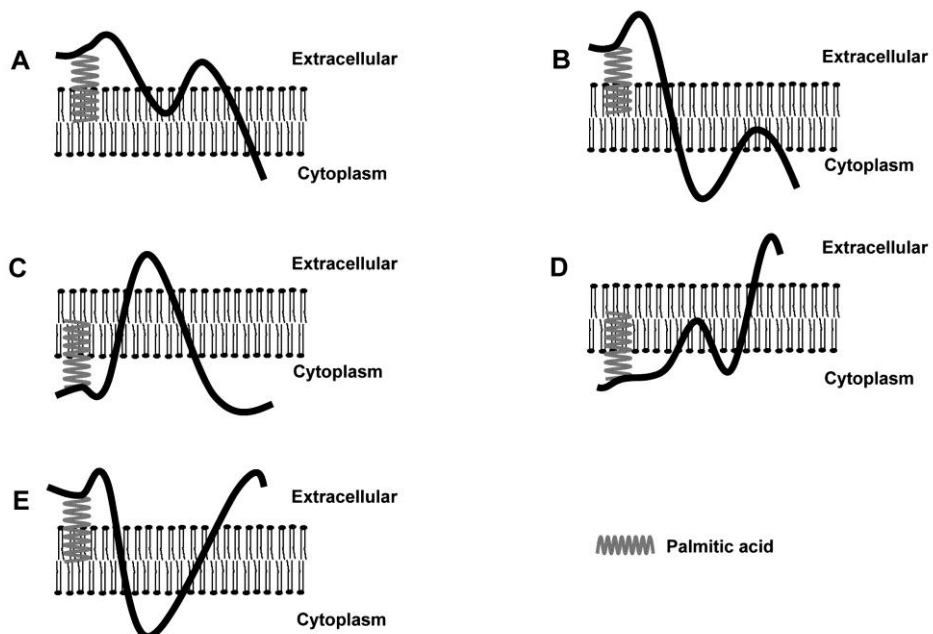 A
Extracellular
Cytoplasm
B
Extracellular
Cytoplasm
C
Extracellular
Cytoplasm
D
Extracellular
Cytoplasm
E
Extracellular
Cytoplasm
Palmitic acid